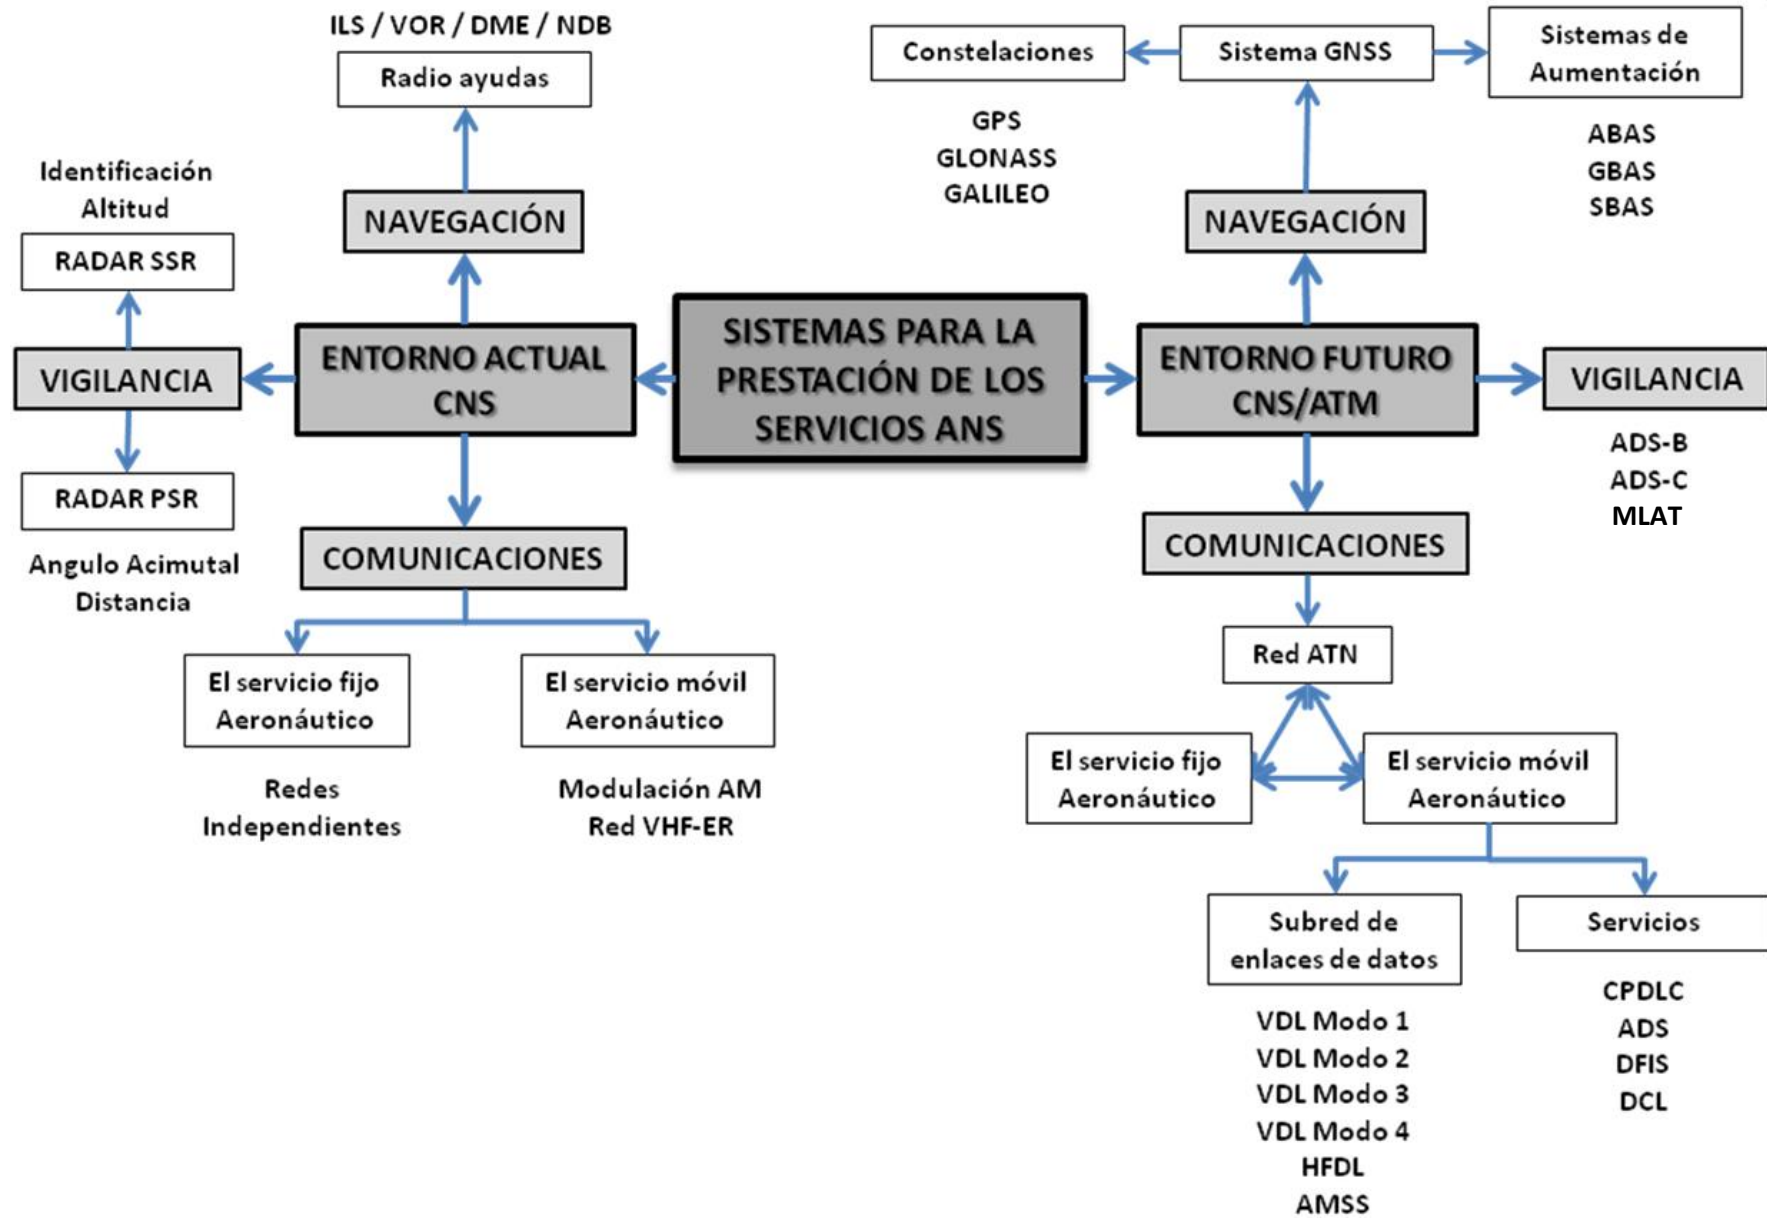 ILS / VOR / DME / NDB
Radio ayudas
NAVEGACIÓN
Identificación
Altitud
RADAR SSR
VIGILANCIA
RADAR PSR
Angulo Acimutal
Distancia
ENTORNO ACTUAL
CNS
COMUNICACIONES
El servicio fijo
Aeronáutico
Redes
Independientes
El servicio móvil
Aeronáutico
Modulación AM
Red VHF-ER
SISTEMAS PARA LA
PRESTACIÓN DE LOS
SERVICIOS ANS
Constelaciones
GPS
GLONASS
GALILEO
Sistema GNSS
Sistemas de
Aumentación
ABAS
GBAS
SBAS
NAVEGACIÓN
ENTORNO FUTURO
CNS/ATM
VIGILANCIA
ADS-B
ADS-C
MLAT
COMUNICACIONES
Red ATN
El servicio fijo
Aeronáutico
El servicio móvil
Aeronáutico
Subred de
enlaces de datos
VDL Modo 1
VDL Modo 2
VDL Modo 3
VDL Modo 4
HFDL
AMSS
Servicios
CPDLC
ADS
DFIS
DCL